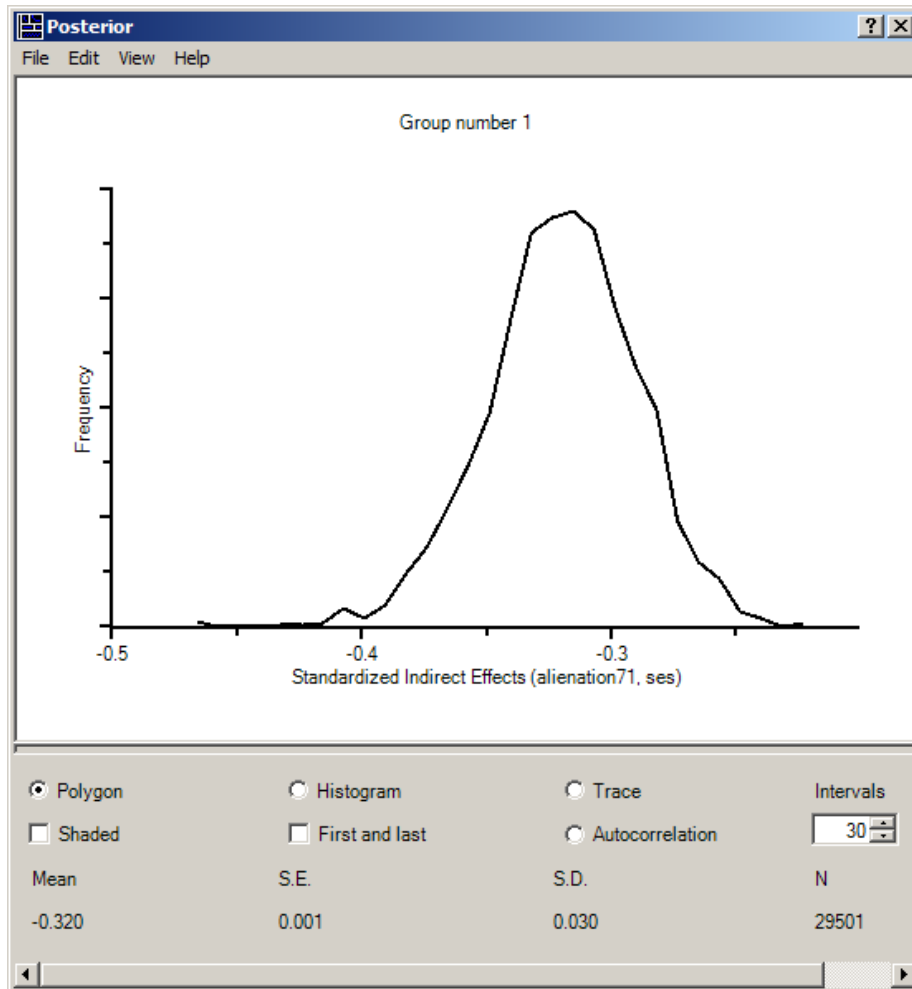 Posterior
File Edit View Help
Group number 1
Frequency
-0.5 -0.4 -0.3
Standardized Indirect Effects (alienation71, ses)
Polygon Histogram Trace Intervals
Shaded First and last Autocorrelation 30
Mean S.E. S.D. N
-0.320 0.001 0.030 29501